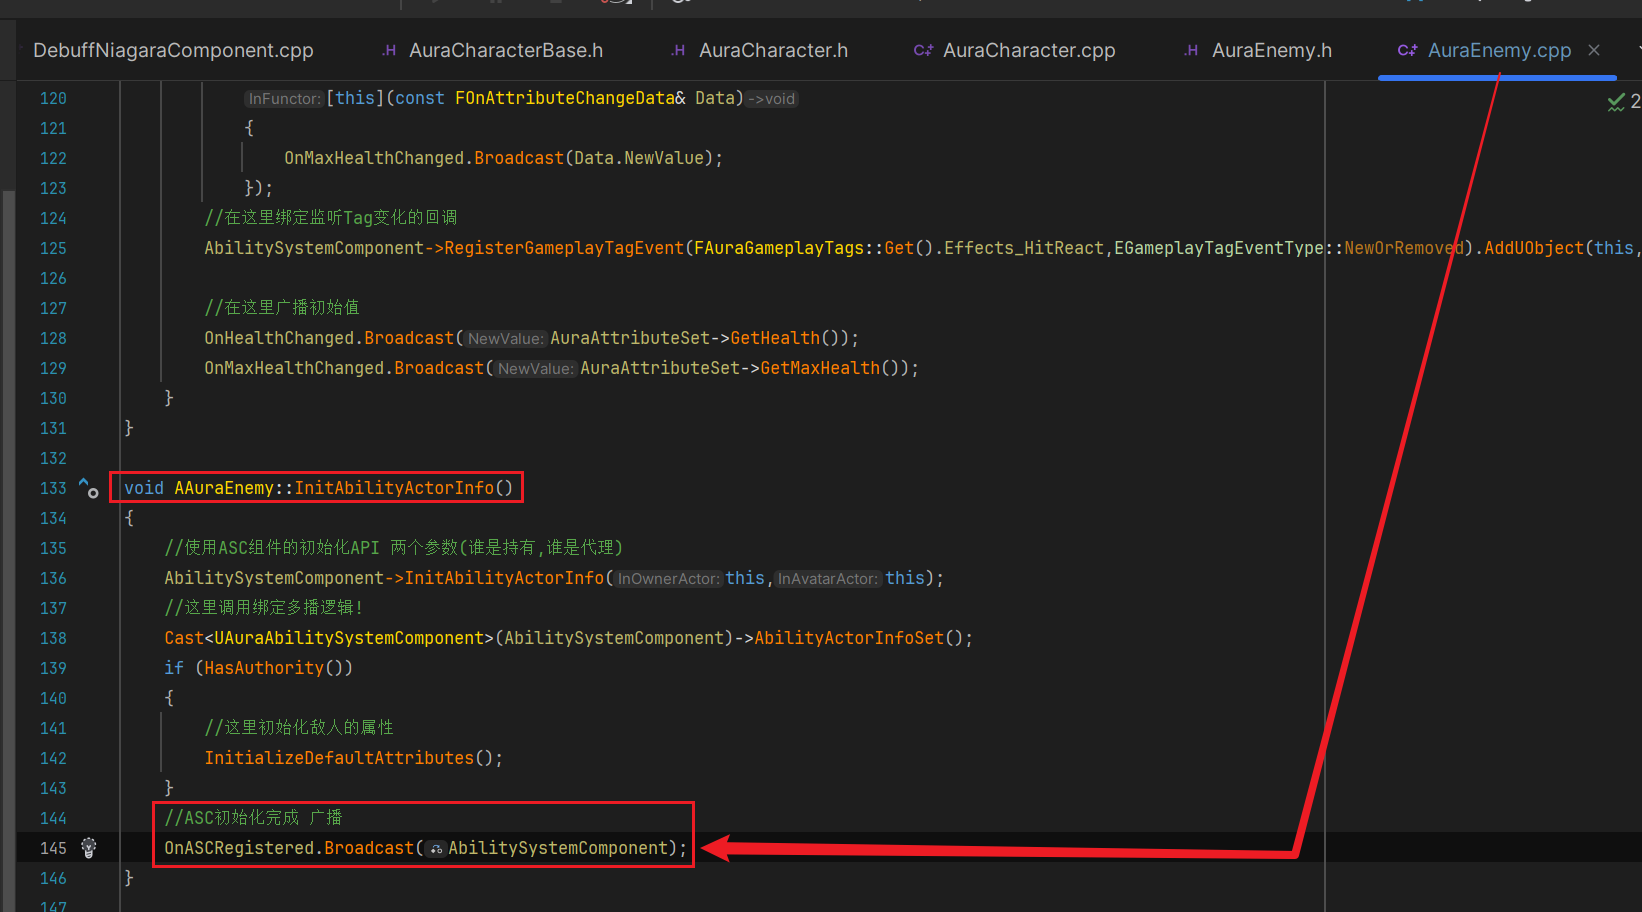 DebuffNiagaraComponent.cpp .H AuraCharacterBase.h .H AuraCharacter.h C++ AuraCharacter.cpp .H AuraEnemy.h C++ AuraEnemy.cpp
2
120 InFunctor:[this](const FOnAttributeChangeData& Data)->void
121 {
122 OnMaxHealthChanged.Broadcast(Data.NewValue);
123 });
124 //在这里绑定监听Tag变化的回调
125 AbilitySystemComponent->RegisterGameplayTagEvent(FAuraGameplayTags::Get().Effects_HitReact,EGameplayTagEventType::NewOrRemoved).AddUObject(this,
126
127 //在这里广播初始值
128 OnHealthChanged.Broadcast(NewValue:AuraAttributeSet->GetHealth());
129 OnMaxHealthChanged.Broadcast(NewValue:AuraAttributeSet->GetMaxHealth());
130 }
131 }
132
133 void AAuraEnemy::InitAbilityActorInfo()
134 {
135 //使用ASC组件的初始化API 两个参数(谁是持有,谁是代理)
136 AbilitySystemComponent->InitAbilityActorInfo(InOwnerActor:this,InAvatarActor:this);
137 //这里调用绑定多播逻辑!
138 Cast<UAuraAbilitySystemComponent>(AbilitySystemComponent)->AbilityActorInfoSet();
139 if (HasAuthority())
140 {
141 //这里初始化敌人的属性
142 InitializeDefaultAttributes();
143 }
144 //ASC初始化完成 广播
145 OnASCRegistered.Broadcast(AbilitySystemComponent);
146 }
147